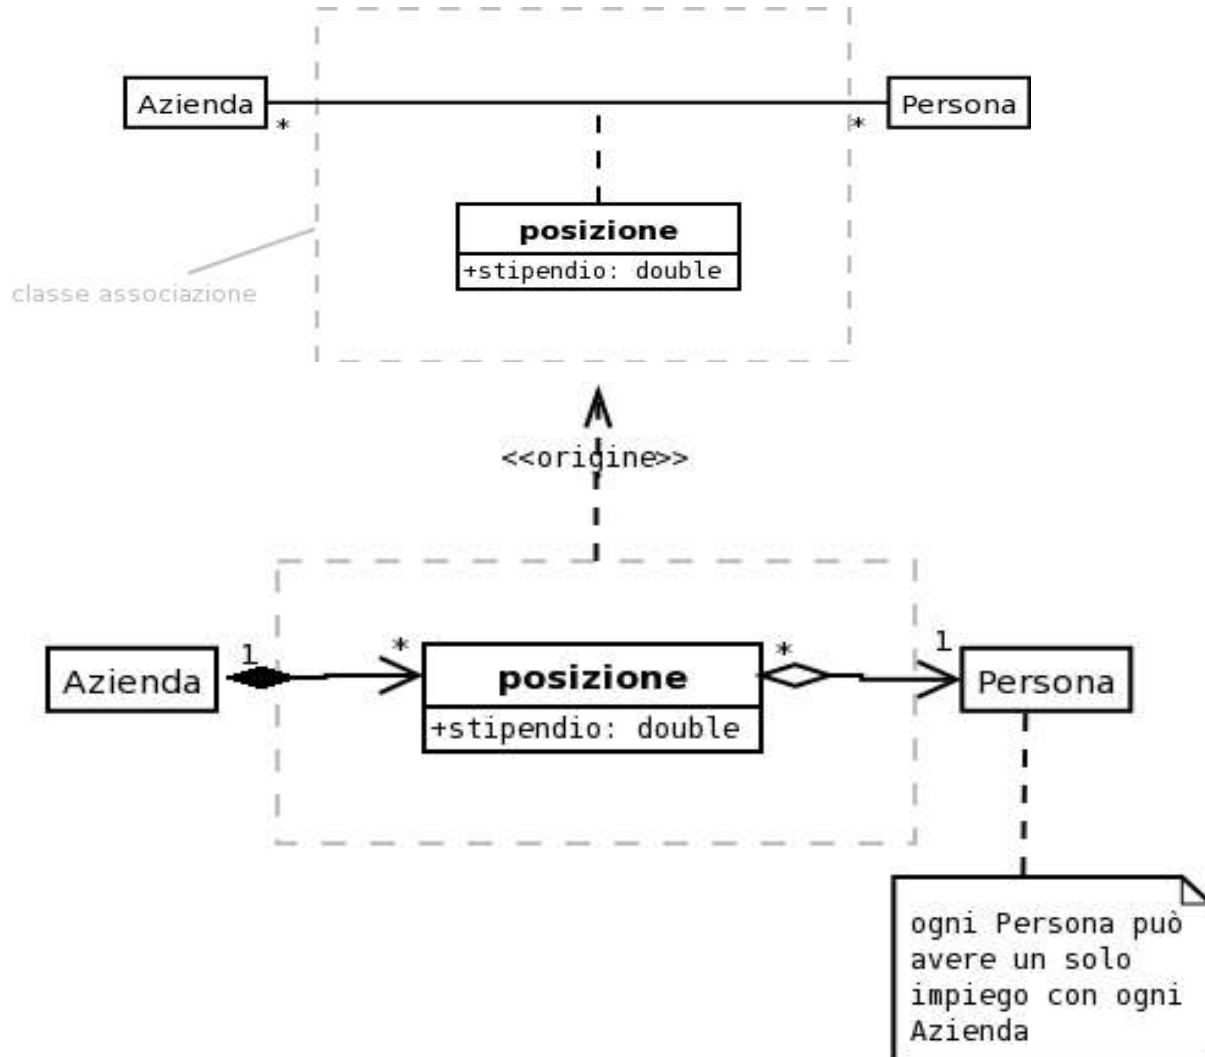 Azienda
*
*
Persona
posizione
+stipendio: double
classe associazione
<<origine>>
Azienda
1
*
posizione
+stipendio: double
*
1
Persona
ogni Persona può
avere un solo
impiego con ogni
Azienda